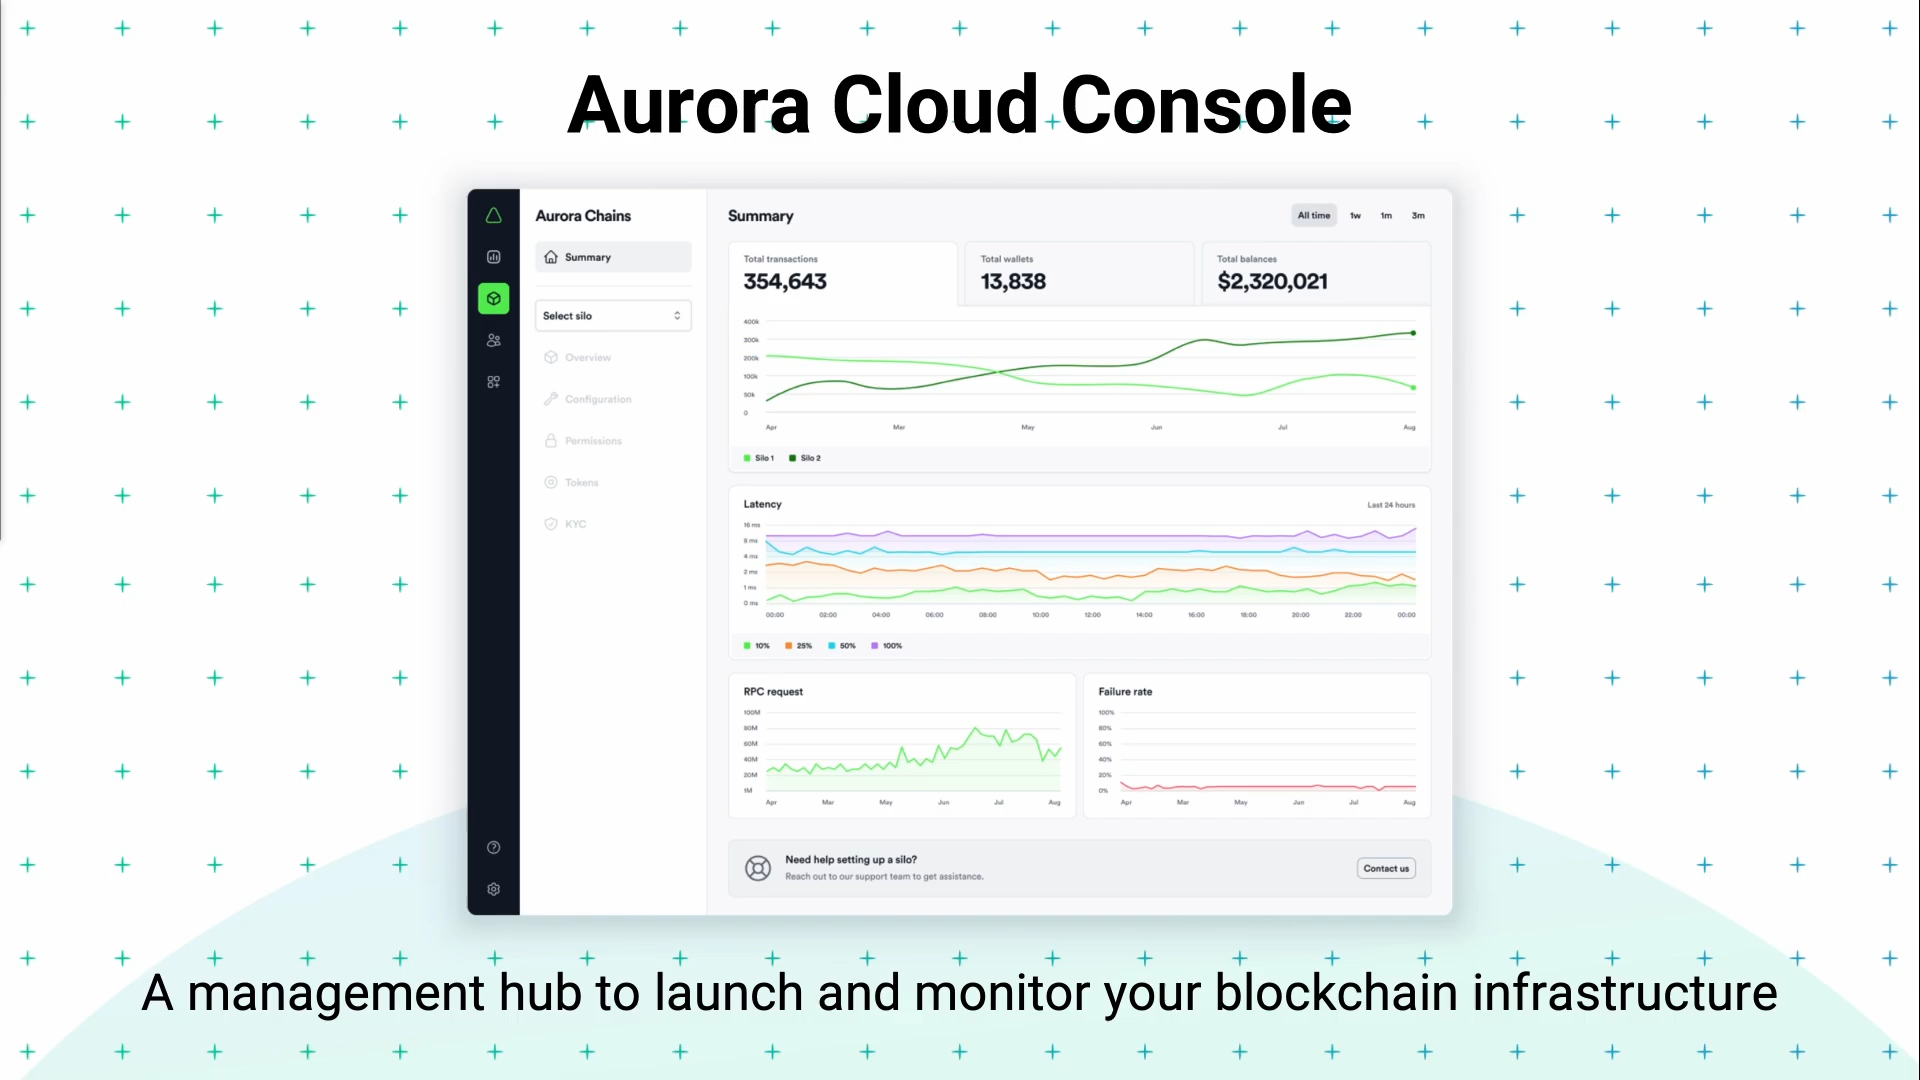 Aurora Cloud Console
Aurora Chains
Summary
Select silo
Overview
Configuration
Permissions
Tokens
KYC
Summary
All time 1w 1m 3m
Total transactions
354,643
Total wallets
13,838
Total balances
$2,320,021
400k
300k
200k
100k
50k
0
Apr Mar May Jun Jul Aug
Silo 1 Silo 2
Latency
Last 24 hours
16 ms
8 ms
4 ms
2 ms
1 ms
0 ms
00:00 02:00 04:00 06:00 08:00 10:00 12:00 14:00 16:00 18:00 20:00 22:00 00:00
10% 25% 50% 100%
RPC request
100M
80M
60M
40M
20M
1M
Apr Mar May Jun Jul Aug
Failure rate
100%
80%
60%
40%
20%
0%
Apr Mar May Jun Jul Aug
Need help setting up a silo?
Reach out to our support team to get assistance.
Contact us
A management hub to launch and monitor your blockchain infrastructure